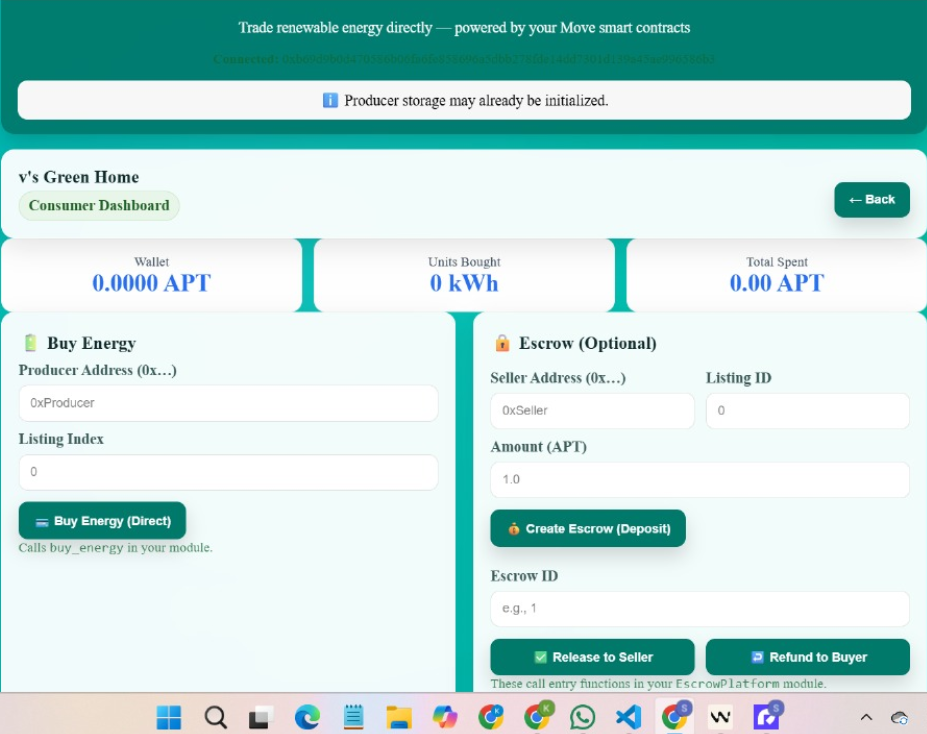 Trade renewable energy directly — powered by your Move smart contracts
Connected:
Producer storage may already be initialized.
v's Green Home
Consumer Dashboard
← Back
Wallet
0.0000 APT
Units Bought
0 kWh
Total Spent
0.00 APT
Buy Energy
Producer Address (0x…)
0xProducer
Listing Index
0
Buy Energy (Direct)
Calls buy_energy in your module.
Escrow (Optional)
Seller Address (0x…) Listing ID
0xSeller 0
Amount (APT)
1.0
Create Escrow (Deposit)
Escrow ID
e.g., 1
Release to Seller Refund to Buyer
These call entry functions in your EscrowPlatform module.